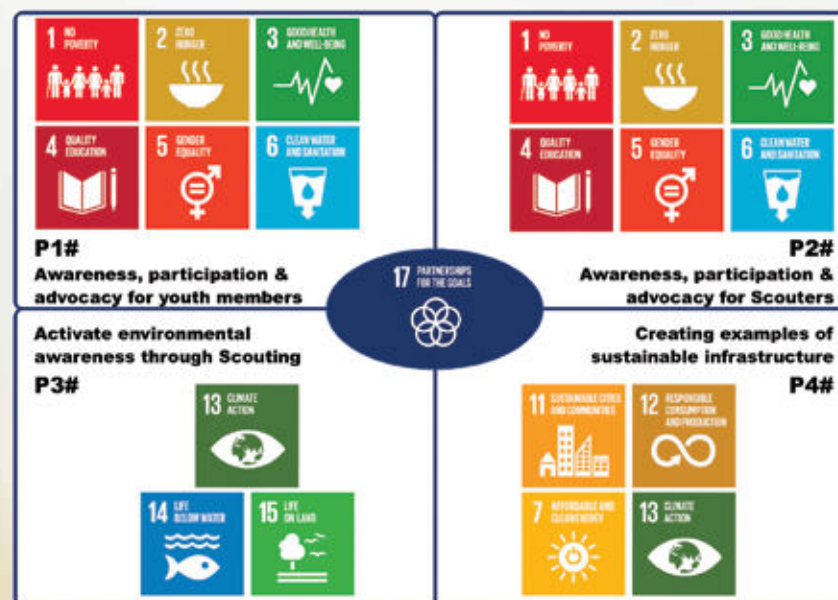 1 NO POVERTY
2 ZERO HUNGER
3 GOOD HEALTH AND WELL-BEING
4 QUALITY EDUCATION
5 GENDER EQUALITY
6 CLEAN WATER AND SANITATION
P1#
Awareness, participation &
advocacy for youth members
1 NO POVERTY
2 ZERO HUNGER
3 GOOD HEALTH AND WELL-BEING
4 QUALITY EDUCATION
5 GENDER EQUALITY
6 CLEAN WATER AND SANITATION
P2#
Awareness, participation &
advocacy for Scouters
17 PARTNERSHIPS FOR THE GOALS
Activate environmental
awareness through Scouting
P3#
13 CLIMATE ACTION
14 LIFE BELOW WATER
15 LIFE ON LAND
Creating examples of
sustainable infrastructure
P4#
11 SUSTAINABLE CITIES AND COMMUNITIES
12 RESPONSIBLE CONSUMPTION AND PRODUCTION
7 AFFORDABLE AND CLEAN ENERGY
13 CLIMATE ACTION